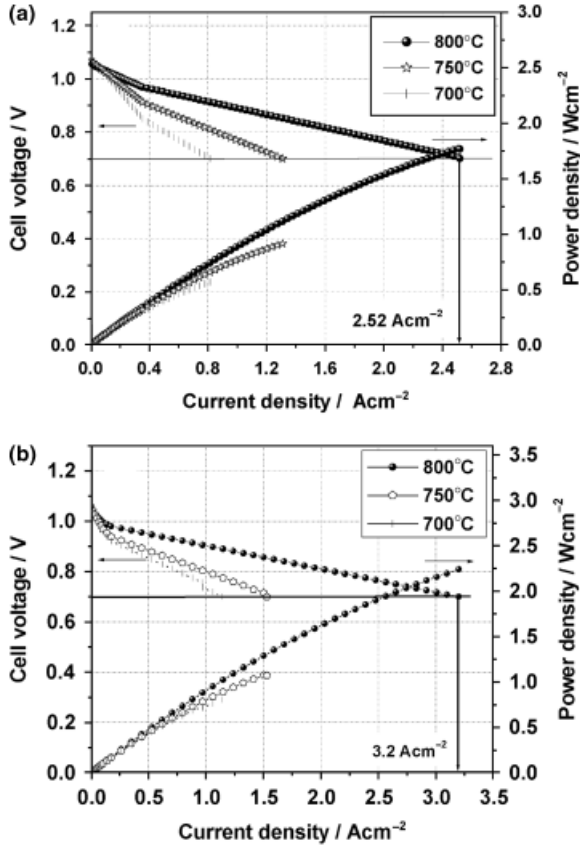 (a)
1.2
1.0
0.8
0.6
0.4
0.2
0.0
Cell voltage / V
800°C
750°C
700°C
3.0
2.5
2.0
1.5
1.0
0.5
0.0
Power density / Wcm⁻²
2.52 Acm⁻²
0.0 0.4 0.8 1.2 1.6 2.0 2.4 2.8
Current density / Acm⁻²
(b)
1.2
1.0
0.8
0.6
0.4
0.2
0.0
Cell voltage / V
800°C
750°C
700°C
3.5
3.0
2.5
2.0
1.5
1.0
0.5
0.0
Power density / Wcm⁻²
3.2 Acm⁻²
0.0 0.5 1.0 1.5 2.0 2.5 3.0 3.5
Current density / Acm⁻²